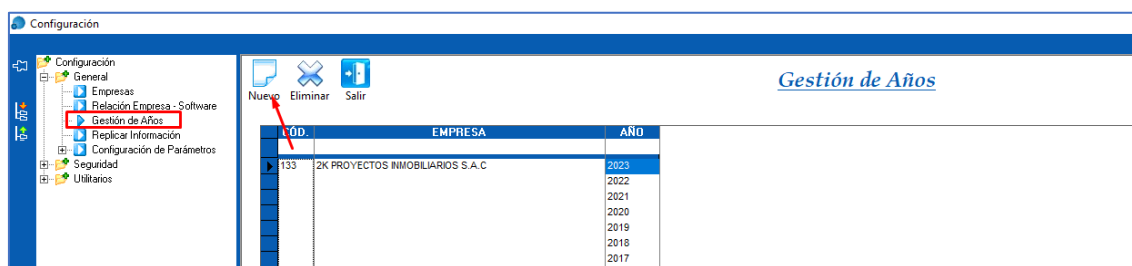 Configuración
Configuración
General
Empresas
Relación Empresa - Software
Gestión de Años
Replicar Información
Configuración de Parámetros
Seguridad
Utilitarios
Nuevo Eliminar Salir
Gestión de Años
CÓD. EMPRESA AÑO
133 2K PROYECTOS INMOBILIARIOS S.A.C 2023
2022
2021
2020
2019
2018
2017